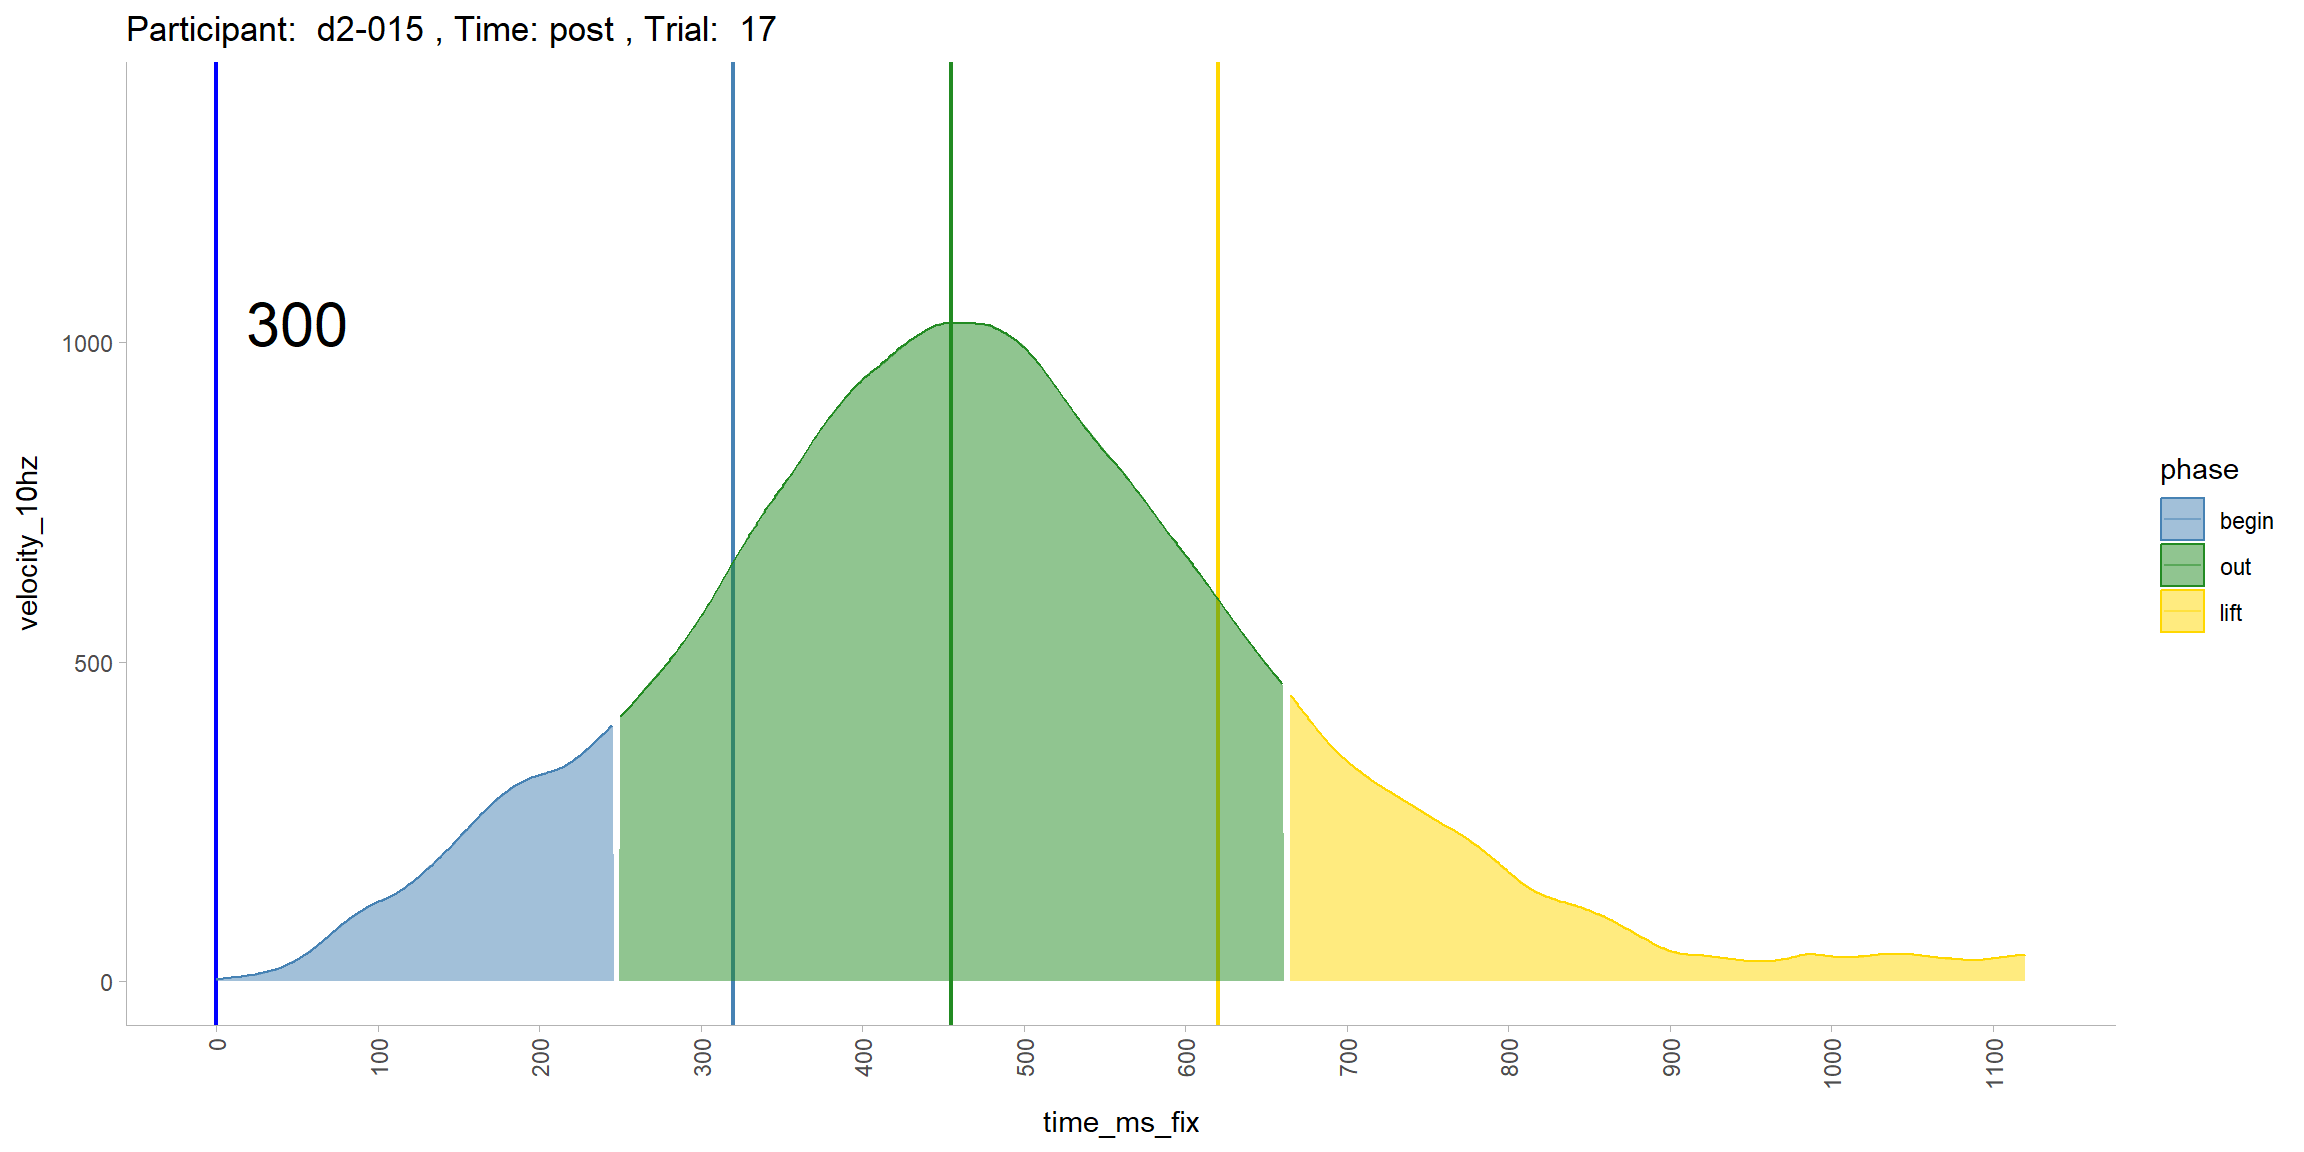 Participant:  d2-015 , Time: post , Trial:  17
300
1000
500
0
velocity_10hz
0
100
200
300
400
500
600
700
800
900
1000
1100
time_ms_fix
phase
begin
out
lift